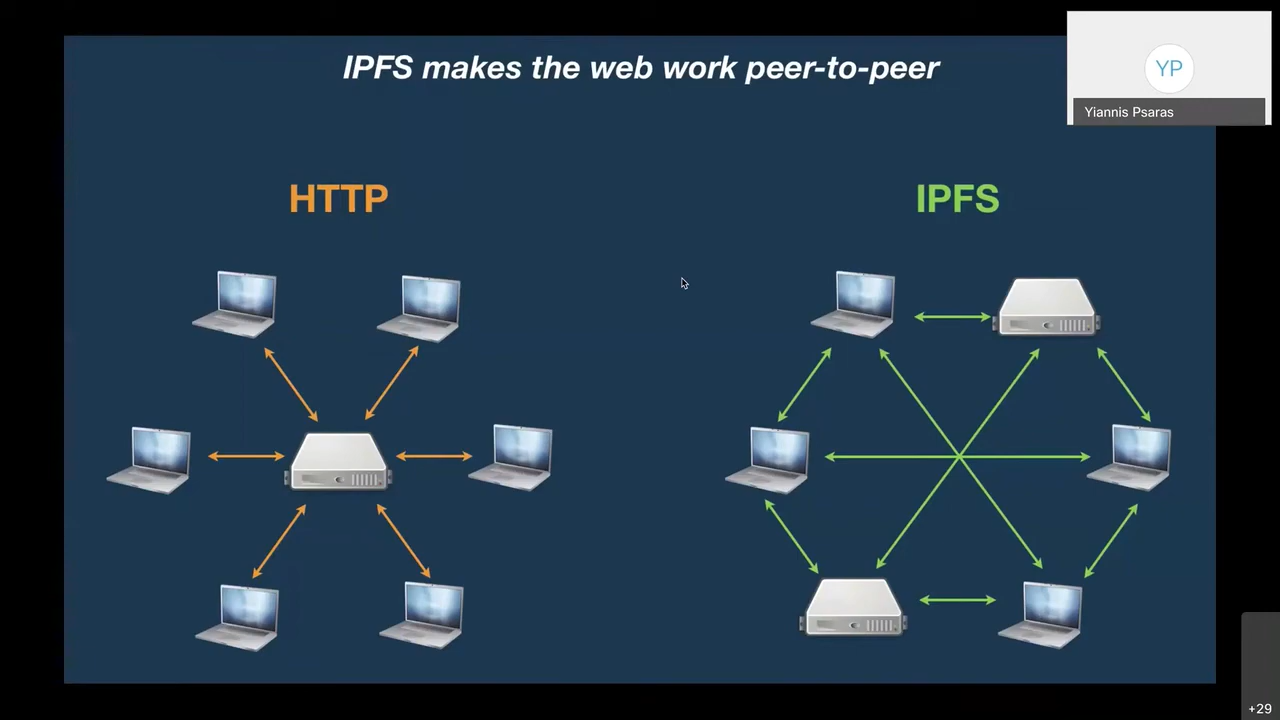 IPFS makes the web work peer-to-peer
YP
Yiannis Psaras
HTTP
IPFS
+29